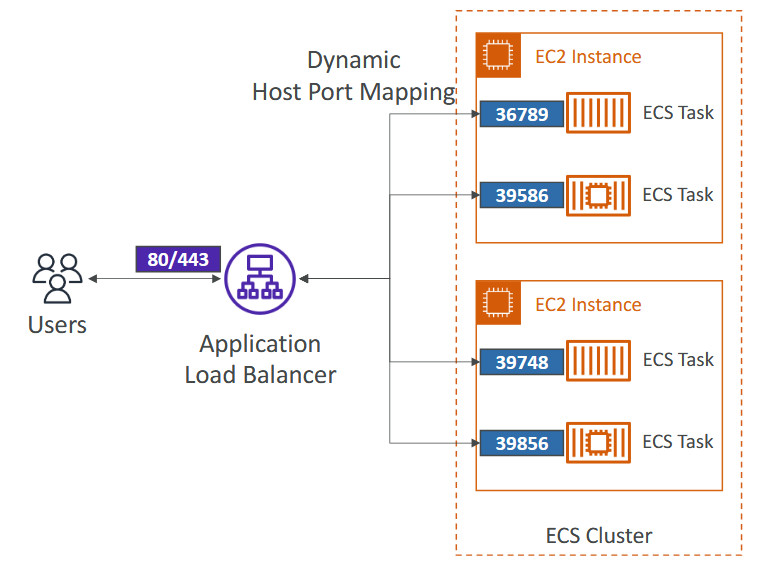 Dynamic
Host Port Mapping
EC2 Instance
36789 ECS Task
39586 ECS Task
80/443
Users
Application
Load Balancer
EC2 Instance
39748 ECS Task
39856 ECS Task
ECS Cluster